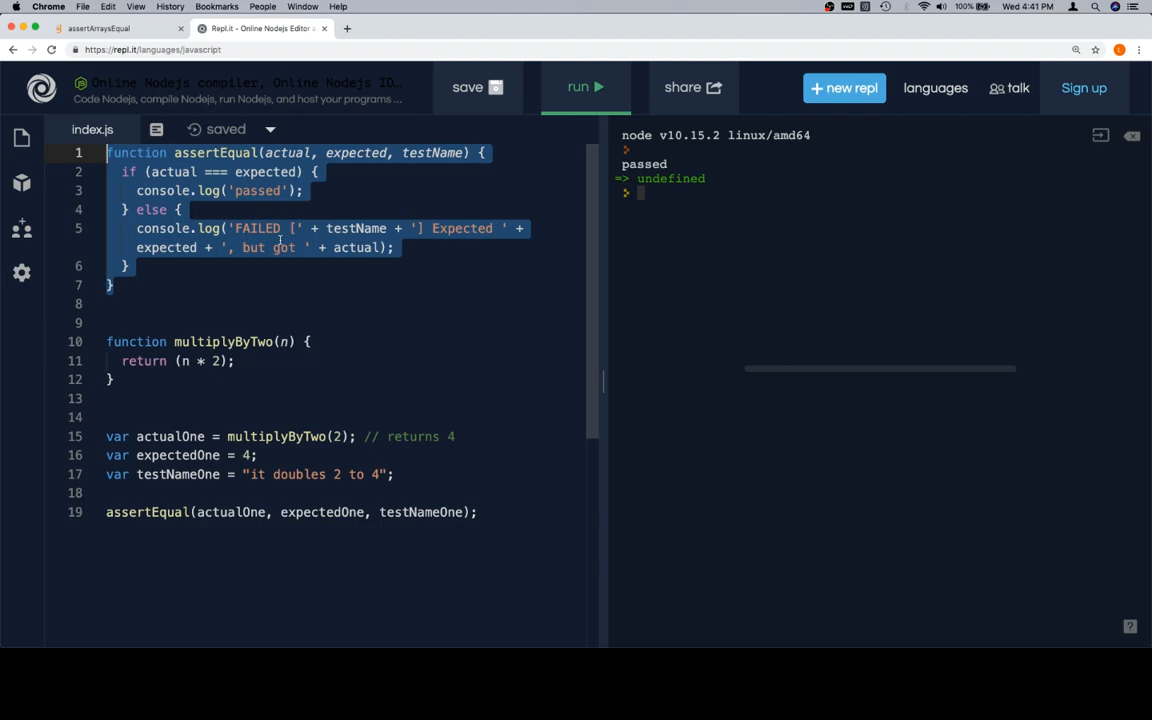 Chrome File Edit View History Bookmarks People Window Help 100% Wed 4:41 PM
assertArraysEqual × Repl.it - Online Nodejs Editor × +
https://repl.it/languages/javascript
Online Nodejs compiler, Online Nodejs ID...
Code Nodejs, compile Nodejs, run Nodejs, and host your programs ...
save run share + new repl languages talk Sign up
index.js saved
1 function assertEqual(actual, expected, testName) {
2 if (actual === expected) {
3 console.log('passed');
4 } else {
5 console.log('FAILED [' + testName + '] Expected ' +
expected + ', but got ' + actual);
6 }
7 }
8
9
10 function multiplyByTwo(n) {
11 return (n * 2);
12 }
13
14
15 var actualOne = multiplyByTwo(2); // returns 4
16 var expectedOne = 4;
17 var testNameOne = "it doubles 2 to 4";
18
19 assertEqual(actualOne, expectedOne, testNameOne);
node v10.15.2 linux/amd64
passed
=> undefined
?